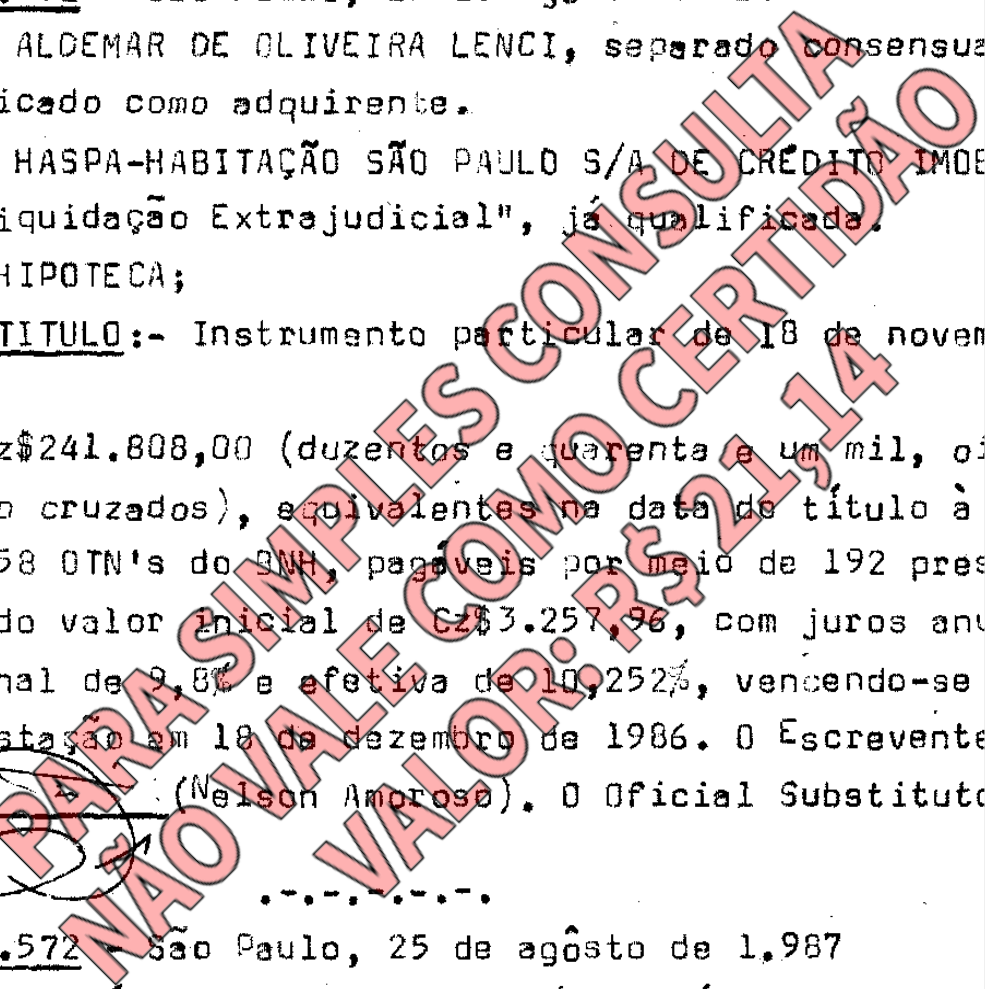 ALDEMAR DE OLIVEIRA LENCI, separado consensua
icado como adquirente.
HASPA-HABITAÇÃO SÃO PAULO S/A DE CRÉDITO IMOB
iquidação Extrajudicial", já qualificada.
HIPOTECA;
TITULO:- Instrumento particular de 18 de novem
z$241.808,00 (duzentos e quarenta e um mil, oi
o cruzados), equivalentes na data do título à
58 OTN's do BNH, pagáveis por meio de 192 pres
do valor inicial de Cz$3.257,96, com juros anu
nal de 9,8% e efetiva de 10,252%, vencendo-se
stação em 18 de dezembro de 1986. O Escrevente
(Nelson Amoroso). O Oficial Substituto
.-.-.-.-.-.
.572 - São Paulo, 25 de agôsto de 1.987
PARA SIMPLES CONSULTA
NÃO VALE COMO CERTIDÃO
VALOR: R$ 21,14